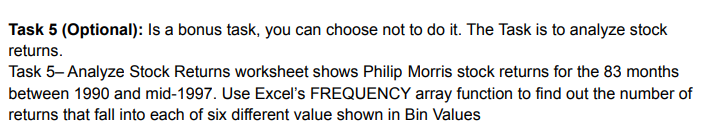 Task 5 (Optional): Is a bonus task, you can choose not to do it. The Task is to analyze stock
returns.
Task 5– Analyze Stock Returns worksheet shows Philip Morris stock returns for the 83 months
between 1990 and mid-1997. Use Excel’s FREQUENCY array function to find out the number of
returns that fall into each of six different value shown in Bin Values